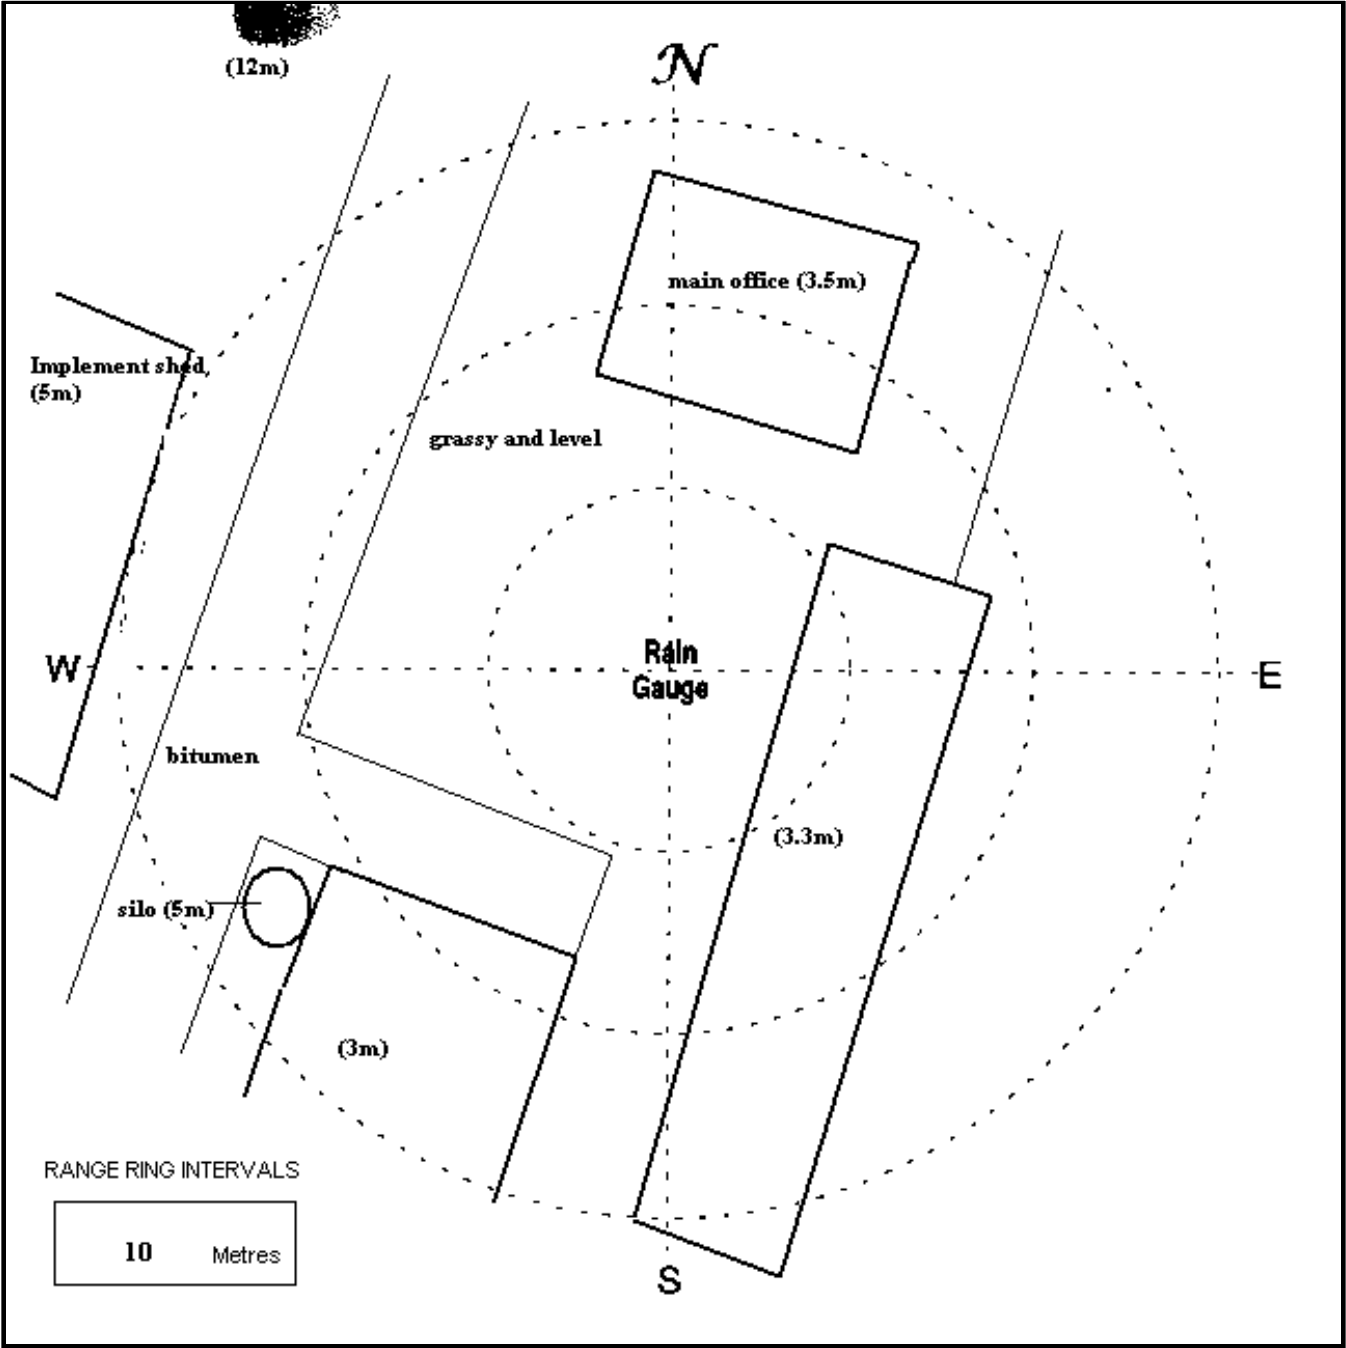 (12m)
N
main office (3.5m)
Implement shed,
(5m)
grassy and level
Rain
Gauge
W
E
bitumen
(3.3m)
silo (5m)
(3m)
RANGE RING INTERVALS
10 Metres
S